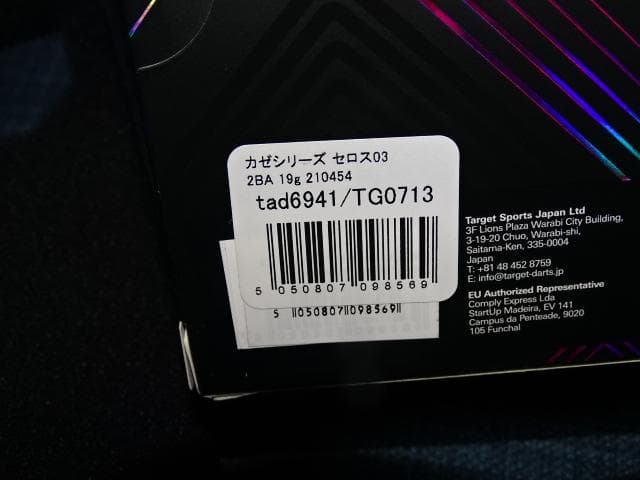 カゼシリーズ セロス03
2BA 19g 210454
tad6941/TG0713
5 050807 098569
5 050807 098569
Target Sports Japan Ltd
3F Lions Plaza Warabi City Building,
3-19-20 Chuo, Warabi-shi,
Saitama-Ken, 335-0004
Japan
T: +81 48 452 8759
E: info@target-darts.jp
EU Authorized Representative
Comply Express Lda
StartUp Madeira, EV 141
Campus da Penteade, 9020
105 Funchal